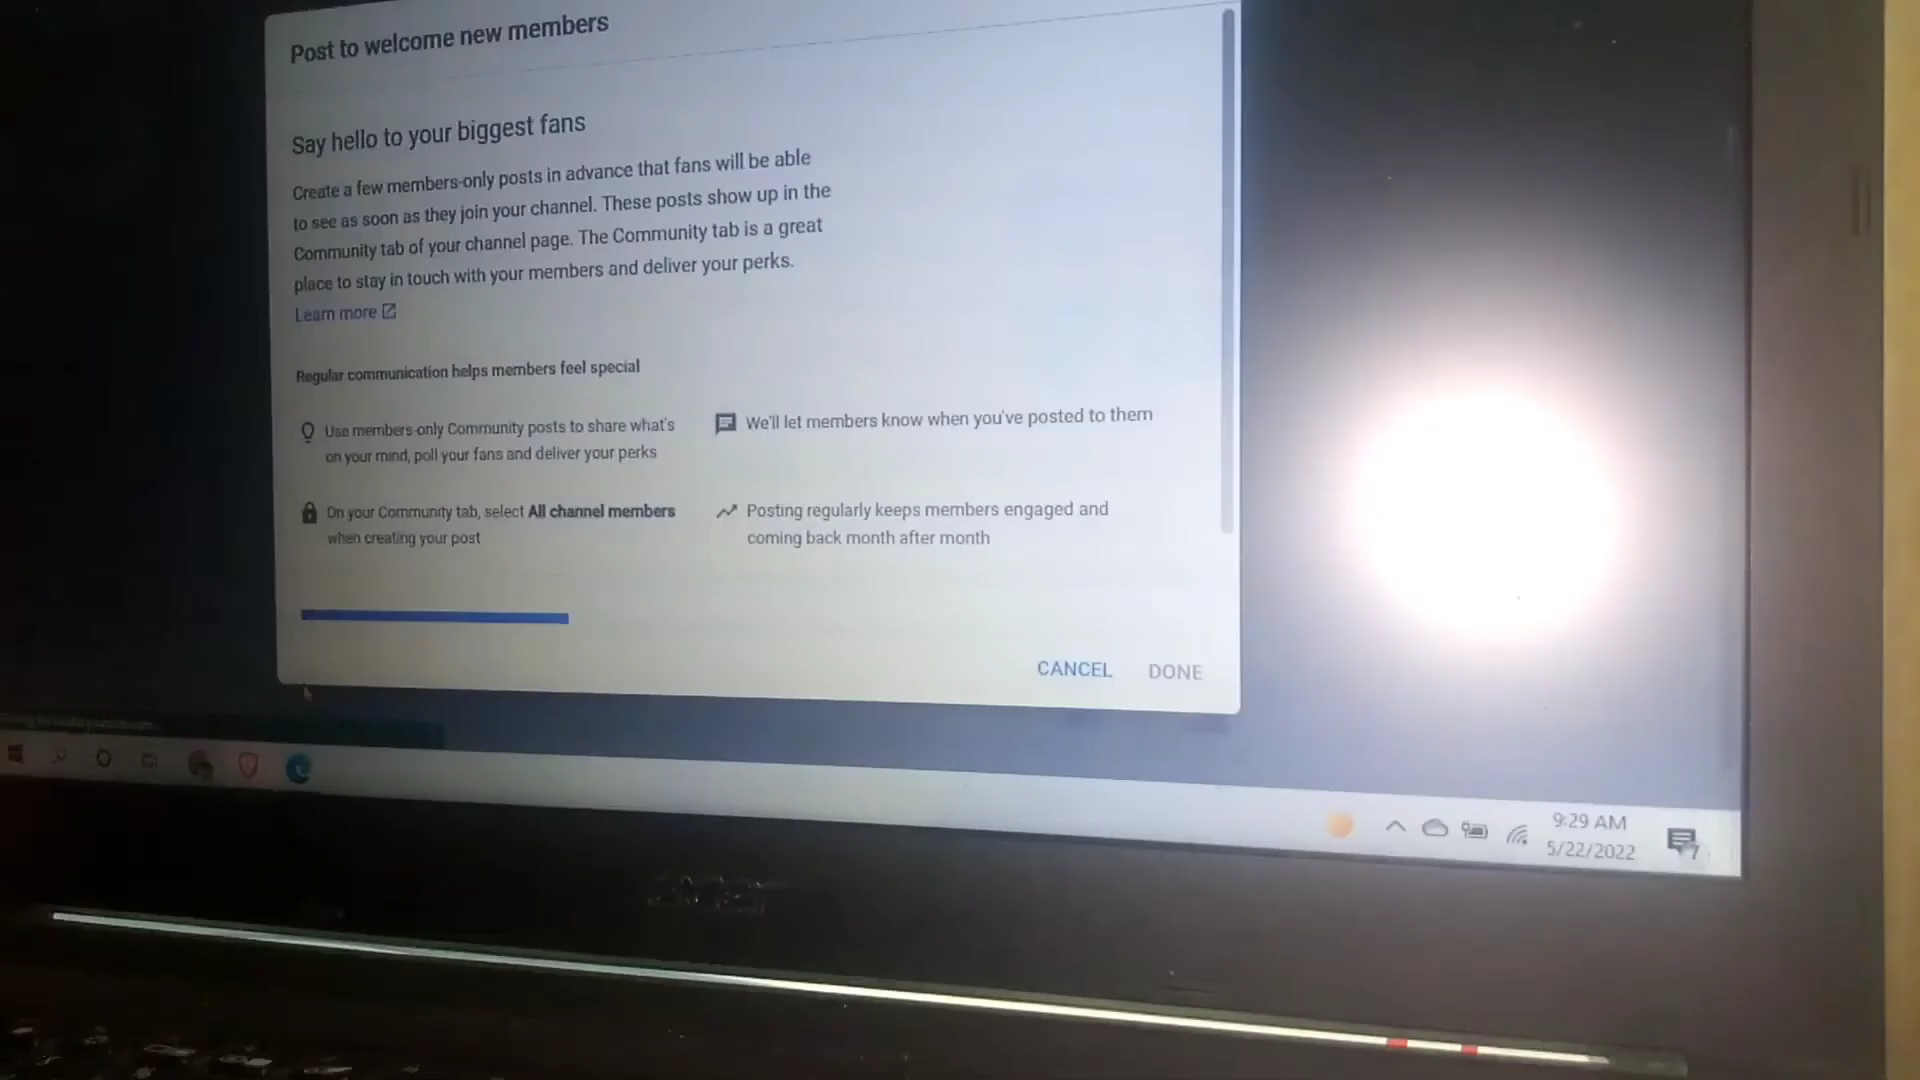 Post to welcome new members
Say hello to your biggest fans
Create a few members-only posts in advance that fans will be able
to see as soon as they join your channel. These posts show up in the
Community tab of your channel page. The Community tab is a great
place to stay in touch with your members and deliver your perks.
Learn more
Regular communication helps members feel special
Use members-only Community posts to share what's
on your mind, poll your fans and deliver your perks
We'll let members know when you've posted to them
On your Community tab, select All channel members
when creating your post
Posting regularly keeps members engaged and
coming back month after month
CANCEL DONE
9:29 AM
5/22/2022
7